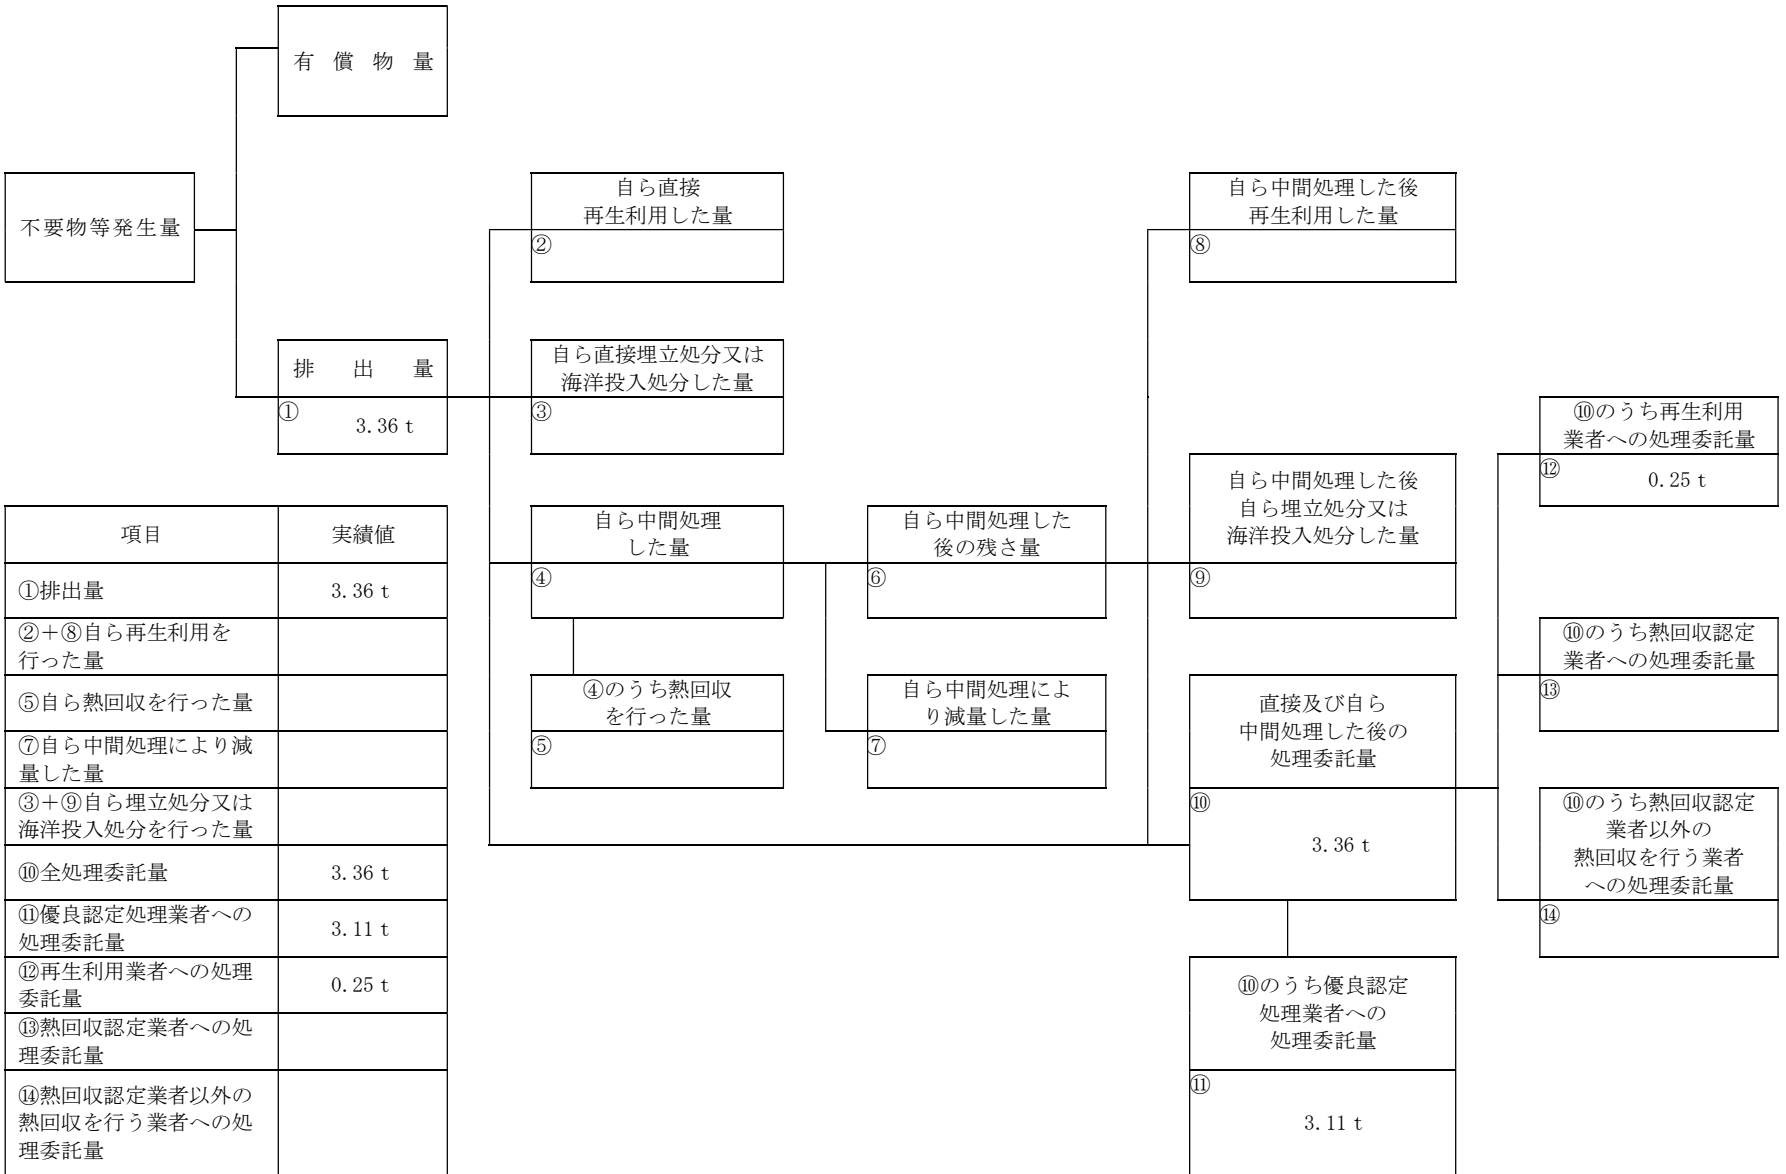 有 償 物 量
不要物等発生量
自ら直接
再生利用した量
②
自ら中間処理した後
再生利用した量
⑧
排 出 量
①
3.36 t
自ら直接埋立処分又は
海洋投入処分した量
③
⑩のうち再生利用
業者への処理委託量
⑫
0.25 t
自ら中間処理した後
自ら埋立処分又は
海洋投入処分した量
⑨
自ら中間処理
した量
④
自ら中間処理した
後の残さ量
⑥
④のうち熱回収
を行った量
⑤
自ら中間処理によ
り減量した量
⑦
直接及び自ら
中間処理した後の
処理委託量
⑩
3.36 t
⑩のうち熱回収認定
業者への処理委託量
⑬
⑩のうち熱回収認定
業者以外の
熱回収を行う業者
への処理委託量
⑭
⑩のうち優良認定
処理業者への
処理委託量
⑪
3.11 t
項目 実績値
①排出量 3.36 t
②＋⑧自ら再生利用を
行った量
⑤自ら熱回収を行った量
⑦自ら中間処理により減
量した量
③＋⑨自ら埋立処分又は
海洋投入処分を行った量
⑩全処理委託量 3.36 t
⑪優良認定処理業者への
処理委託量 3.11 t
⑫再生利用業者への処理
委託量 0.25 t
⑬熱回収認定業者への処
理委託量
⑭熱回収認定業者以外の
熱回収を行う業者への処
理委託量